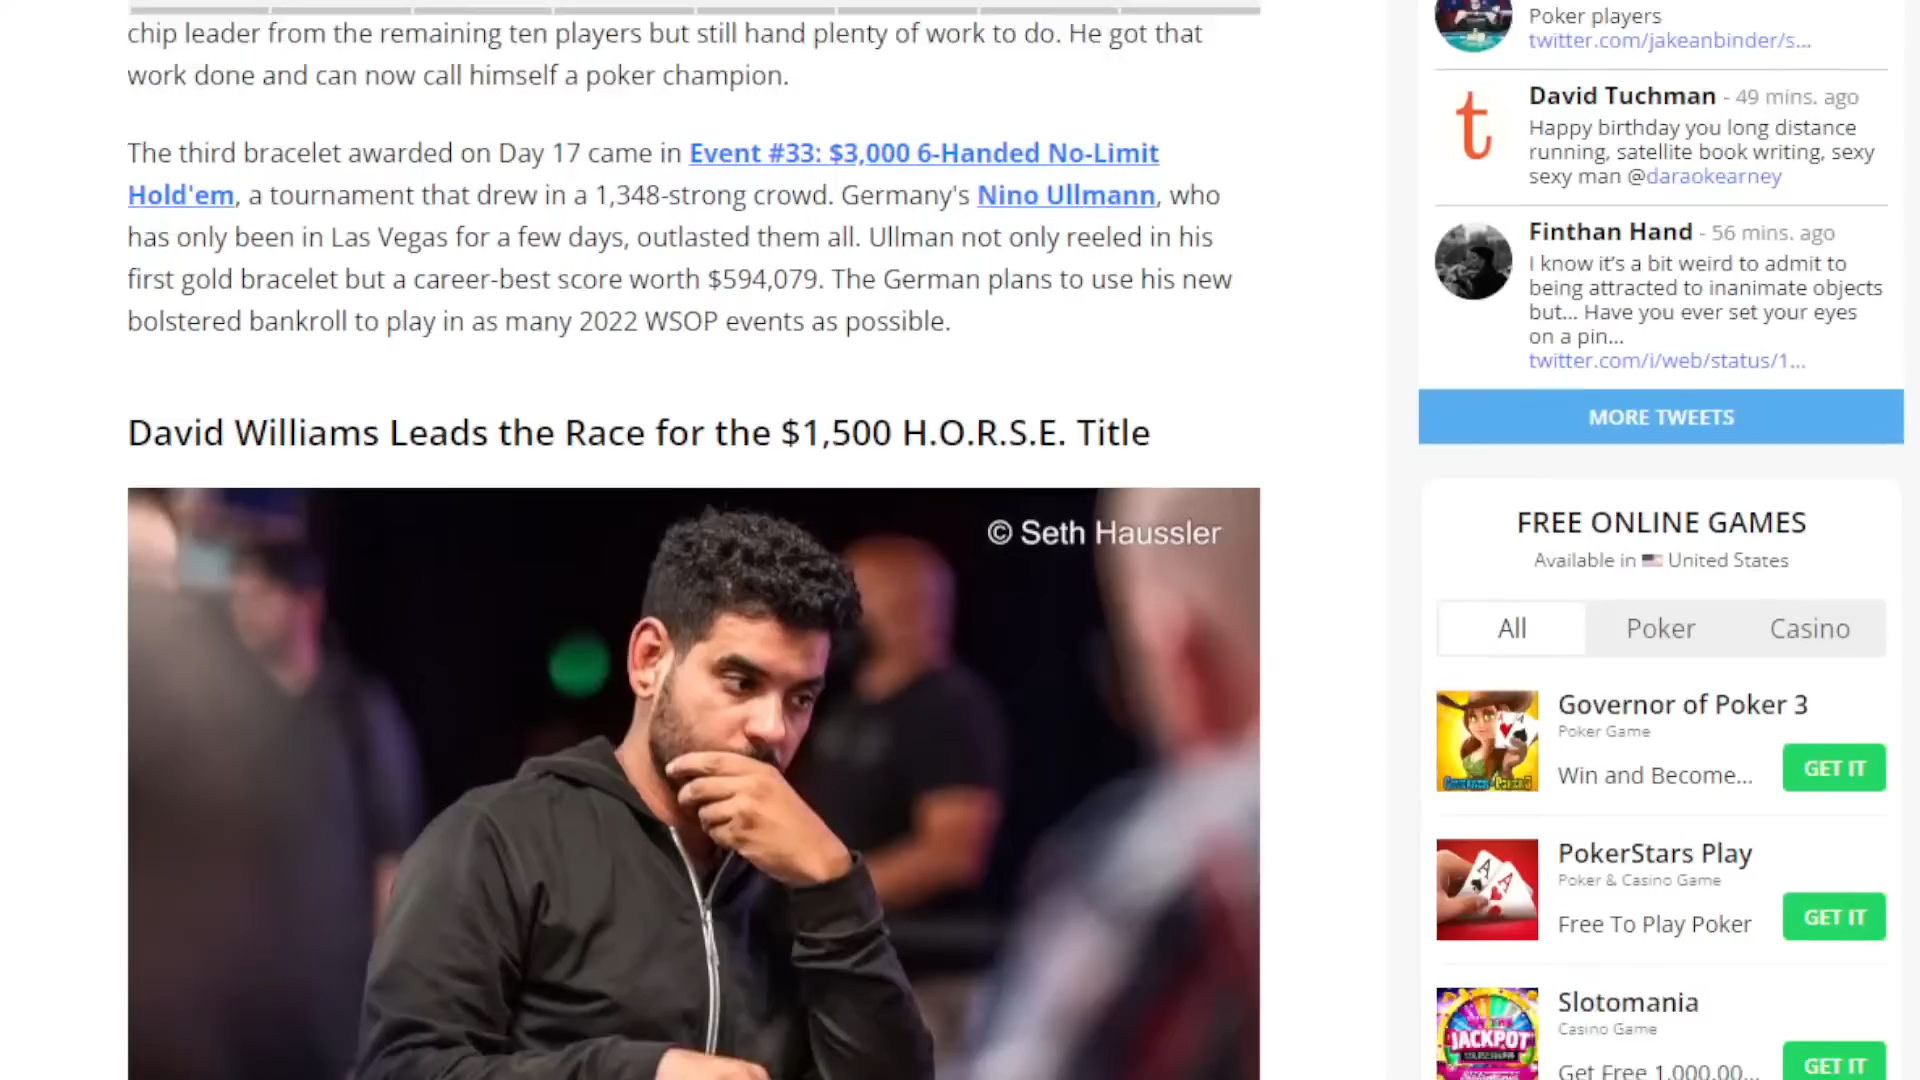 chip leader from the remaining ten players but still hand plenty of work to do. He got that
work done and can now call himself a poker champion.
The third bracelet awarded on Day 17 came in Event #33: $3,000 6-Handed No-Limit
Hold'em, a tournament that drew in a 1,348-strong crowd. Germany's Nino Ullmann, who
has only been in Las Vegas for a few days, outlasted them all. Ullman not only reeled in his
first gold bracelet but a career-best score worth $594,079. The German plans to use his new
bolstered bankroll to play in as many 2022 WSOP events as possible.
David Williams Leads the Race for the $1,500 H.O.R.S.E. Title
© Seth Haussler
Poker players
twitter.com/jakeanbinder/s...
David Tuchman - 49 mins. ago
t
Happy birthday you long distance
running, satellite book writing, sexy
sexy man @daraokearney
Finthan Hand - 56 mins. ago
I know it's a bit weird to admit to
being attracted to inanimate objects
but... Have you ever set your eyes
on a pin...
twitter.com/i/web/status/1...
MORE TWEETS
FREE ONLINE GAMES
Available in United States
All Poker Casino
Governor of Poker 3
Poker Game
Win and Become...
GET IT
PokerStars Play
Poker & Casino Game
Free To Play Poker
GET IT
Slotomania
Casino Game
JACKPOT
Get Free 1,000,00...
GET IT